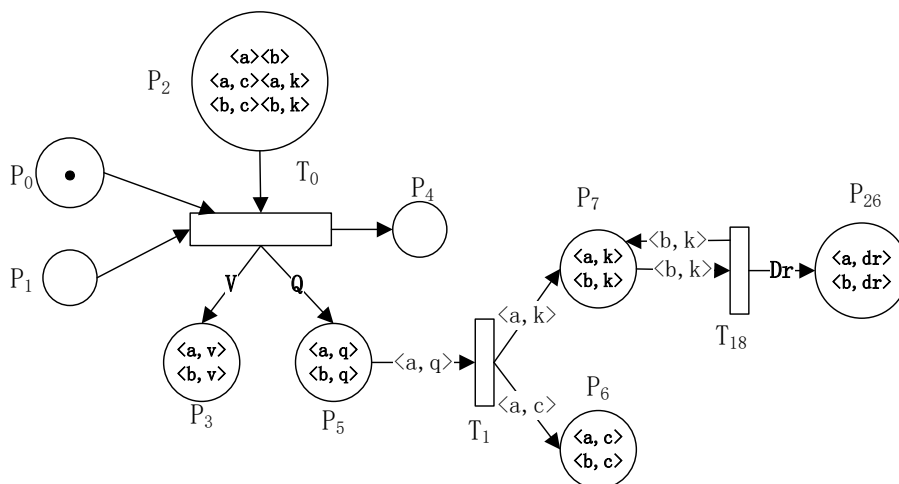 <a><b>
<a,c><a,k>
<b,c><b,k>
P2
T0
P0
P4
P1
P7
P26
<a,k>
<b,k>
<b,k>
<b,k>
Dr
<a,dr>
<b,dr>
V
Q
<a,k>
T18
<a,v>
<b,v>
<a,q>
<b,q>
<a,q>
P3
P5
T1
<a,c>
P6
<a,c>
<b,c>